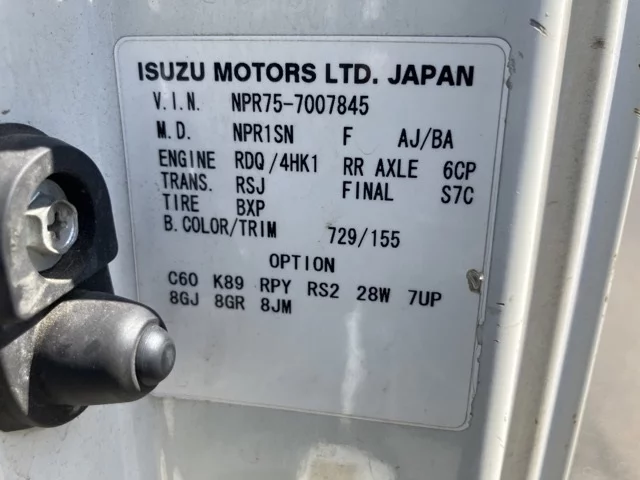 ISUZU MOTORS LTD. JAPAN
V.I.N. NPR75-7007845
M.D. NPR1SN F AJ/BA
ENGINE RDQ/4HK1 RR AXLE 6CP
TRANS. RSJ FINAL S7C
TIRE BXP
B.COLOR/TRIM 729/155
OPTION
C60 K89 RPY RS2 28W 7UP
8GJ 8GR 8JM